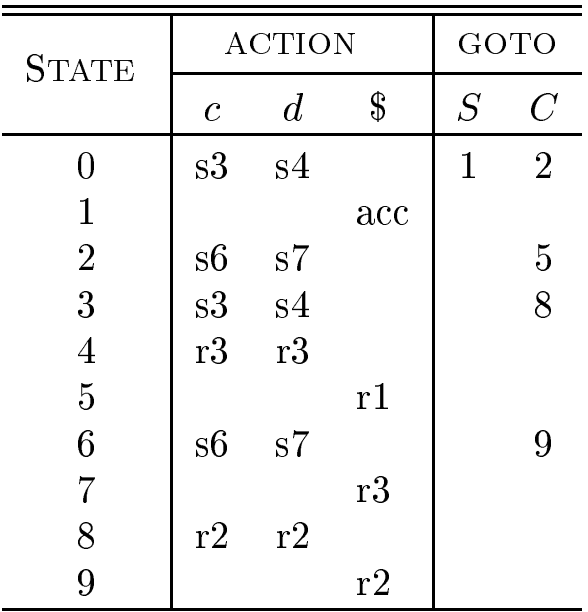 STATE ACTION GOTO
c d $ S C
0 s3 s4 1 2
1 acc
2 s6 s7 5
3 s3 s4 8
4 r3 r3
5 r1
6 s6 s7 9
7 r3
8 r2 r2
9 r2